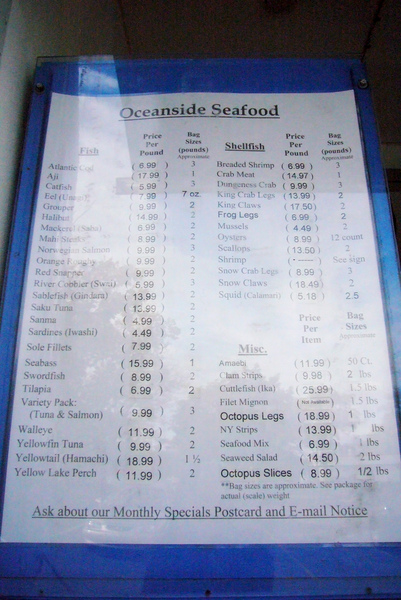 Oceanside Seafood
Fish
Price Per Pound
Bag Sizes (pounds) Approximate
Atlantic Cod ( 6.99 ) 3
Aji ( 17.99 ) 1
Catfish ( 5.99 ) 3
Eel (Unagi) ( 7.99 ) 7 oz.
Grouper ( 9.99 ) 2
Halibut ( 14.99 ) 2
Mackerel (Saba) ( 6.99 ) 2
Mahi ( 8.99 ) 2
Norwegian Salmon ( 9.99 ) 2
Orange Roughy ( 9.99 ) 2
Red Snapper ( 9.99 ) 2
River Cobbler (Swai) ( 5.99 ) 3
Sablefish (Gindara) ( 13.99 ) 2
Saku Tuna ( 13.99 ) 2
Sanma ( 4.99 ) 2
Sardines (Iwashi) ( 4.49 ) 2
Sole Fillets ( 7.99 ) 2
Seabass ( 15.99 ) 1
Swordfish ( 8.99 ) 2
Tilapia ( 6.99 ) 2
Variety Pack:
(Tuna & Salmon) ( 9.99 ) 3
Walleye ( 11.99 ) 2
Yellowfin Tuna ( 9.99 ) 2
Yellowtail (Hamachi) ( 18.99 ) 1 ½
Yellow Lake Perch ( 11.99 ) 2
Shellfish
Price Per Pound
Bag Sizes (pounds) Approximate
Breaded Shrimp ( 6.99 ) 3
Crab Meat ( 14.97 ) 1
Dungeness Crab ( 9.99 ) 3
King Crab Legs ( 13.99 ) 2
King Claws ( 17.50 ) 2
Frog Legs ( 6.99 ) 2
Mussels ( 4.49 ) 2
Oysters ( 8.99 ) 12 count
Scallops ( 13.50 ) 2
Shrimp ( ) See sign
Snow Crab Legs ( 8.99 ) 3
Snow Claws ( 18.49 ) 2
Squid (Calamari) ( 5.18 ) 2.5
Misc.
Price Per Item
Bag Sizes Approximate
Amaebi ( 11.99 ) 50 Ct.
Clam Strips ( 9.98 ) 2 lbs
Cuttlefish (Ika) ( 25.99 ) 1.5 lbs
Filet Mignon ( Not Available ) 1.5 lbs
Octopus Legs ( 18.99 ) 1 lbs
NY Strips ( 13.99 ) 1 lbs
Seafood Mix ( 6.99 ) 1 lbs
Seaweed Salad ( 14.50 ) 2 lbs
Octopus Slices ( 8.99 ) 1/2 lbs
**Bag sizes are approximate. See package for
actual (scale) weight
Ask about our Monthly Specials Postcard and E-mail Notice